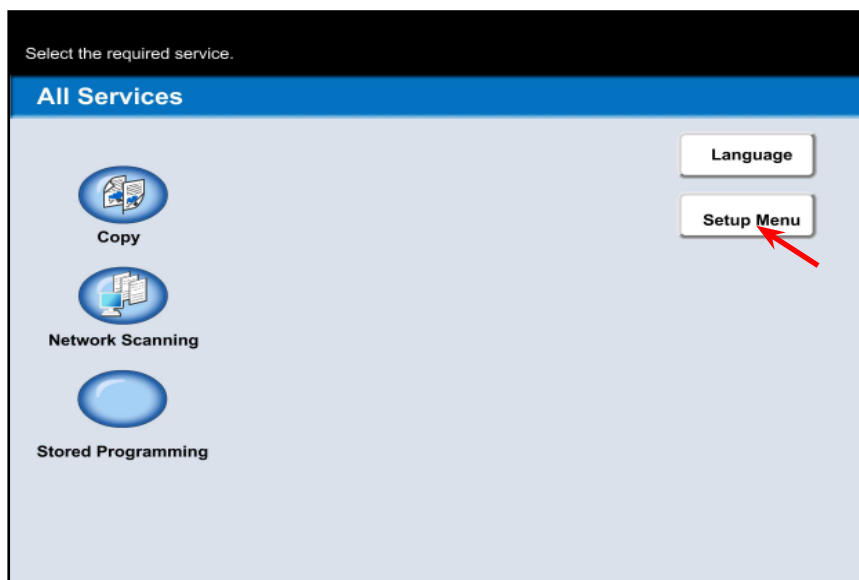 Select the required service.
All Services
Language
Setup Menu
Copy
Network Scanning
Stored Programming